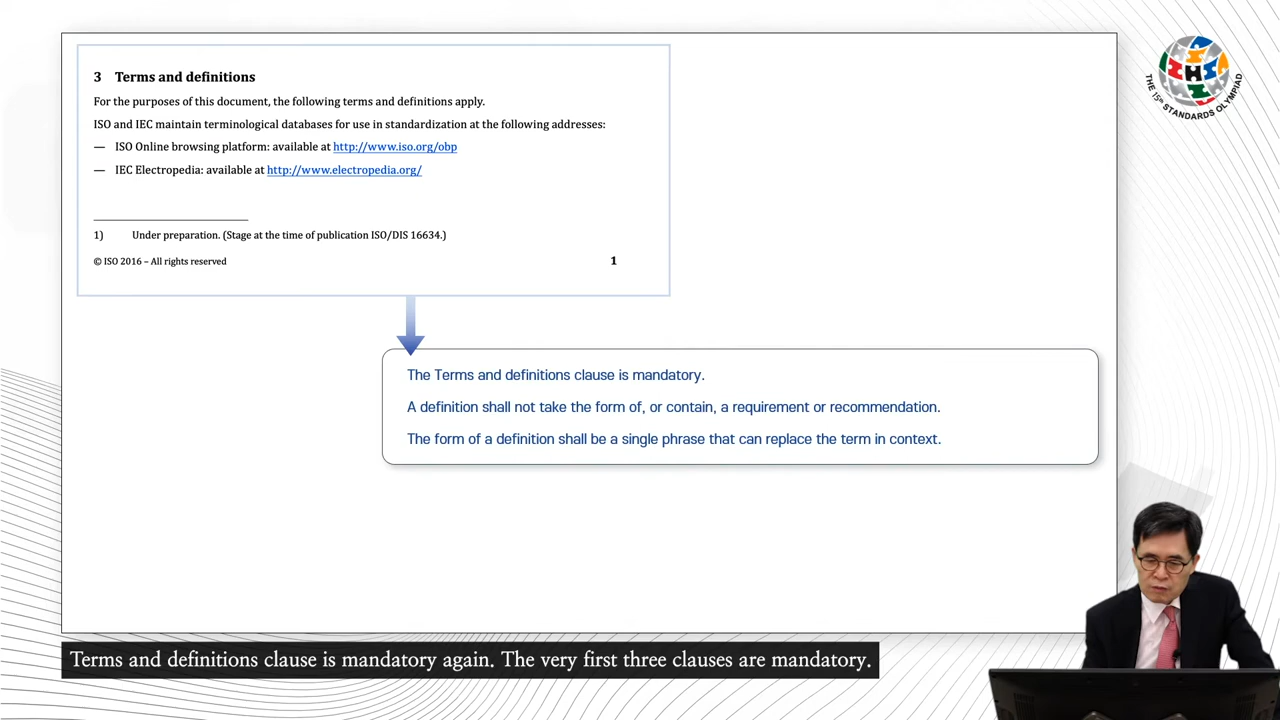 3 Terms and definitions
For the purposes of this document, the following terms and definitions apply.
ISO and IEC maintain terminological databases for use in standardization at the following addresses:
— ISO Online browsing platform: available at http://www.iso.org/obp
— IEC Electropedia: available at http://www.electropedia.org/
1) Under preparation. (Stage at the time of publication ISO/DIS 16634.)
© ISO 2016 – All rights reserved 1
THE 15th STANDARDS OLYMPIAD
The Terms and definitions clause is mandatory.
A definition shall not take the form of, or contain, a requirement or recommendation.
The form of a definition shall be a single phrase that can replace the term in context.
Terms and definitions clause is mandatory again. The very first three clauses are mandatory.